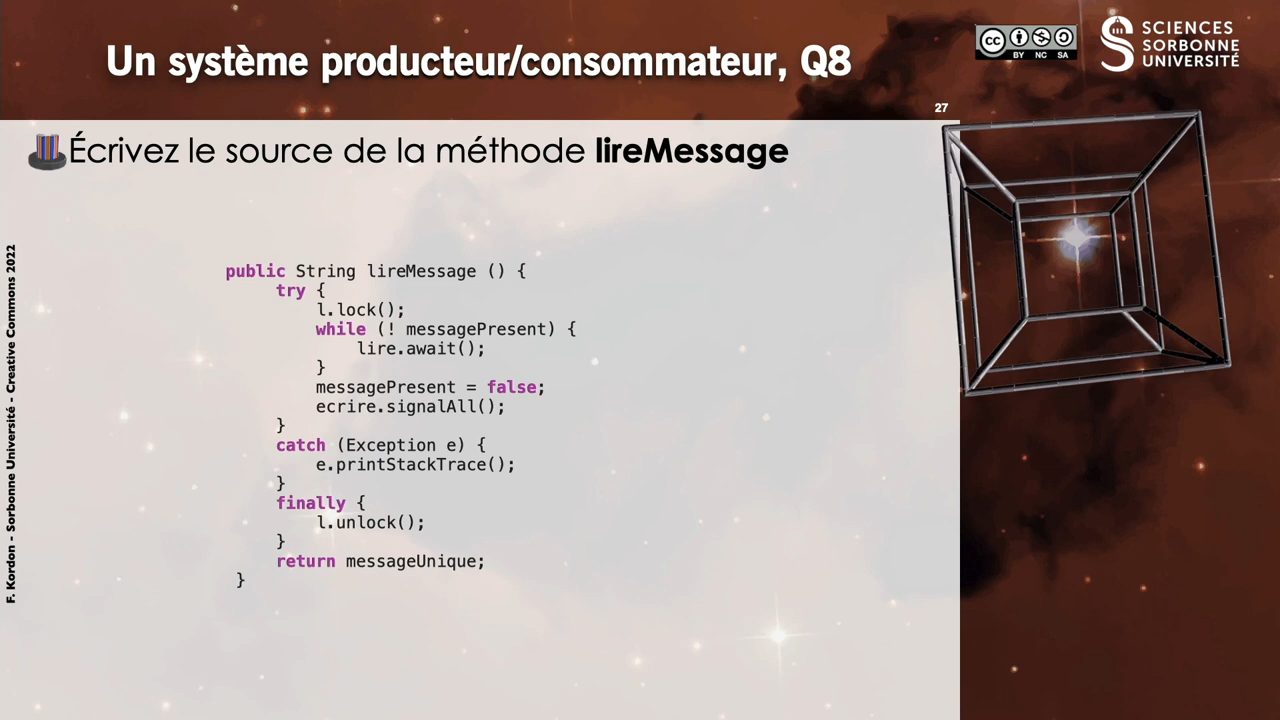 Un système producteur/consommateur, Q8
cc
BY NC SA
SCIENCES
SORBONNE
UNIVERSITÉ
27
Écrivez le source de la méthode lireMessage
F. Kordon - Sorbonne Université - Creative Commons 2022
public String lireMessage () {
try {
l.lock();
while (! messagePresent) {
lire.await();
}
messagePresent = false;
ecrire.signalAll();
}
catch (Exception e) {
e.printStackTrace();
}
finally {
l.unlock();
}
return messageUnique;
}